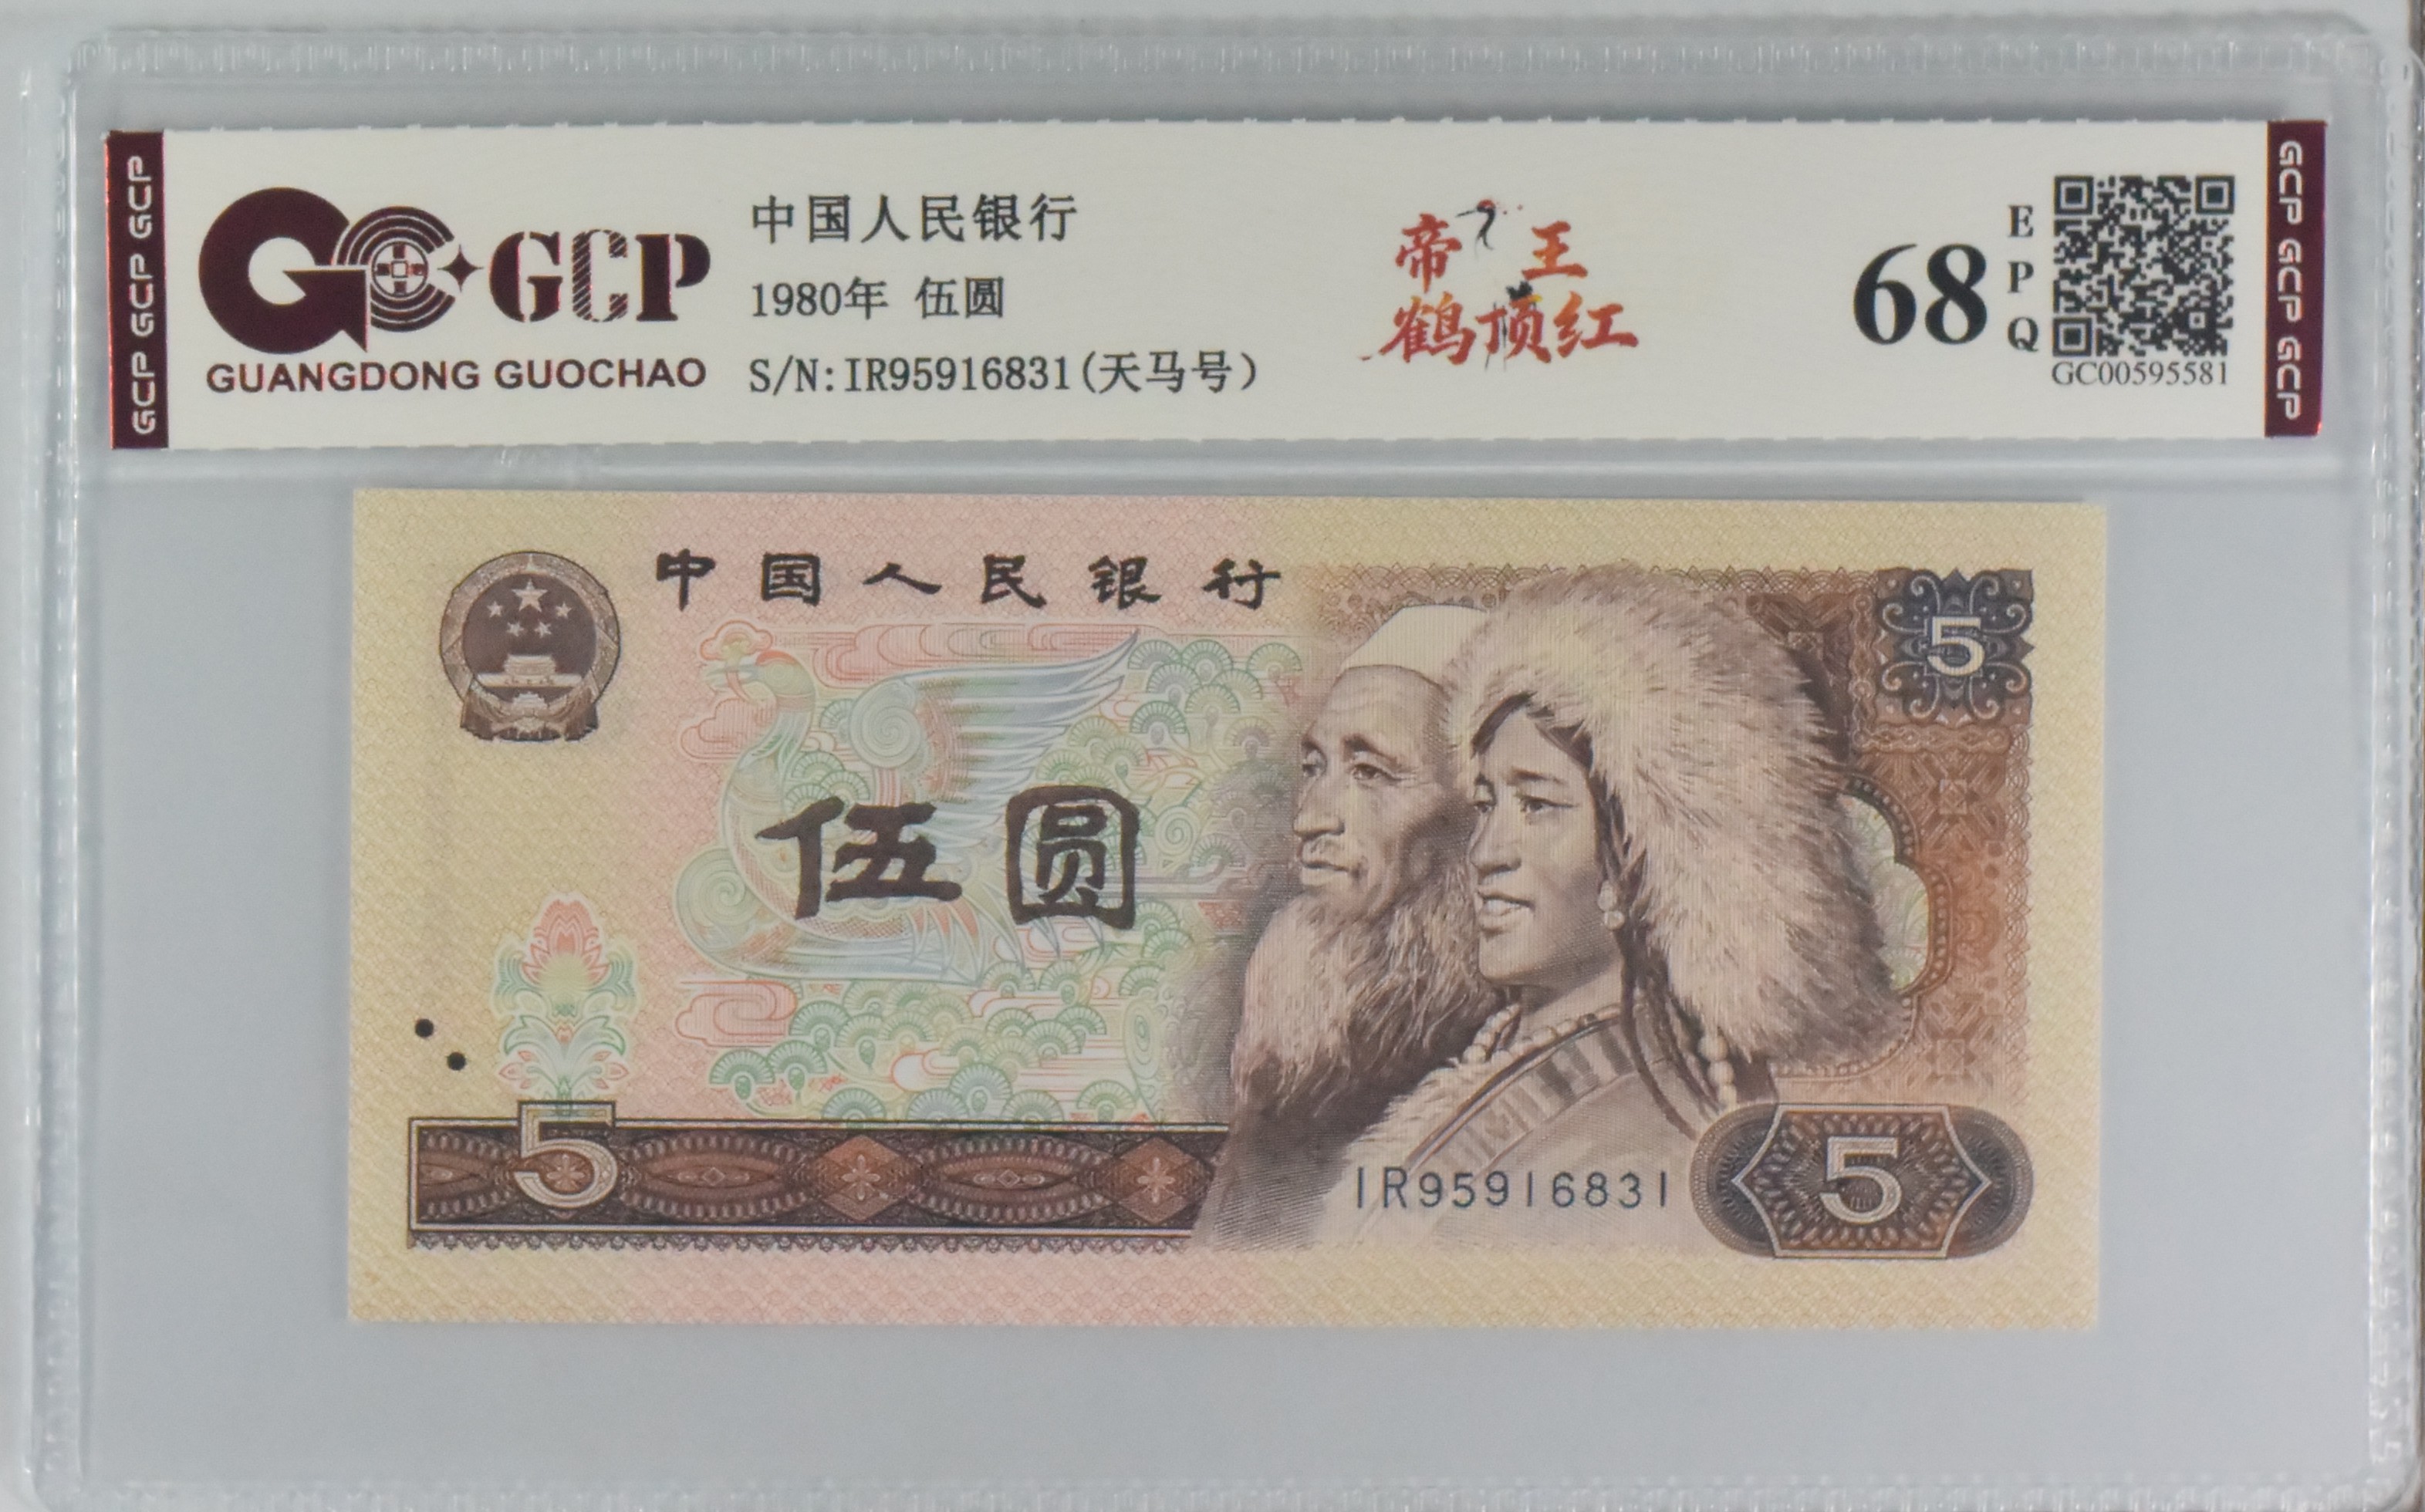 GCP GCP GCP
GCP
GUANGDONG GUOCHAO
中国人民银行
1980年 伍圆
S/N:IR95916831(天马号)
帝王
鹤顶红
68
E
P
Q
GC00595581
GCP GCP GCP
中国人民银行
5
伍圆
5
IR95916831
5